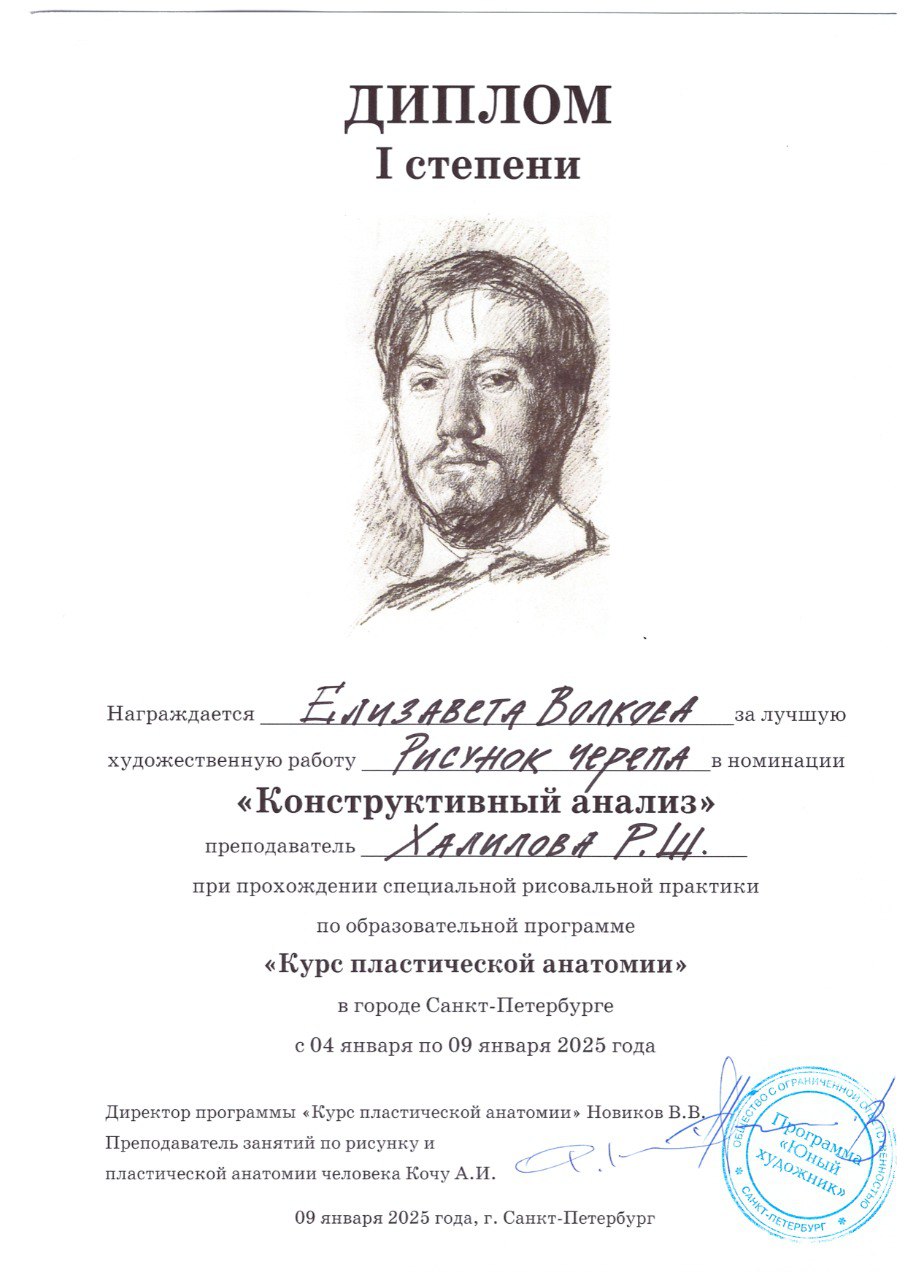 ДИПЛОМ
I степени
Награждается Елизавета Волкова за лучшую
художественную работу Рисунок черепа в номинации
«Конструктивный анализ»
преподаватель Халилова Р.Ш.
при прохождении специальной рисовальной практики
по образовательной программе
«Курс пластической анатомии»
в городе Санкт-Петербурге
с 04 января по 09 января 2025 года
Директор программы «Курс пластической анатомии» Новиков В.В.
Преподаватель занятий по рисунку и
пластической анатомии человека Кочу А.И.
09 января 2025 года, г. Санкт-Петербург
ОБЩЕСТВО С ОГРАНИЧЕННОЙ ОТВЕТСТВЕННОСТЬЮ
Программа
«Юный
художник»
САНКТ-ПЕТЕРБУРГ